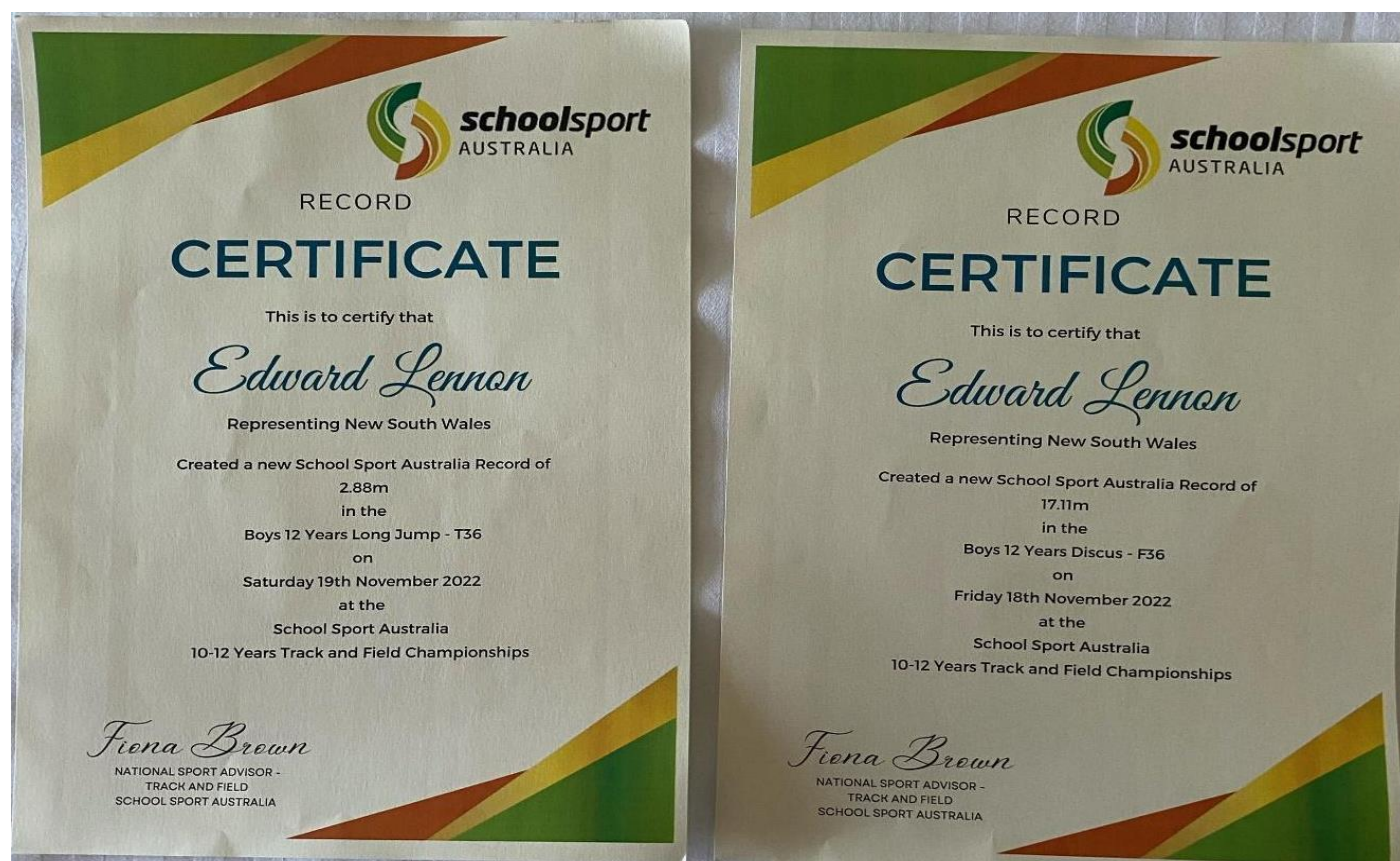 schoolsport
AUSTRALIA
RECORD
CERTIFICATE
This is to certify that
Edward Lennon
Representing New South Wales
Created a new School Sport Australia Record of
2.88m
in the
Boys 12 Years Long Jump - T36
on
Saturday 19th November 2022
at the
School Sport Australia
10-12 Years Track and Field Championships
Fiona Brown
NATIONAL SPORT ADVISOR -
TRACK AND FIELD
SCHOOL SPORT AUSTRALIA
schoolsport
AUSTRALIA
RECORD
CERTIFICATE
This is to certify that
Edward Lennon
Representing New South Wales
Created a new School Sport Australia Record of
17.11m
in the
Boys 12 Years Discus - F36
on
Friday 18th November 2022
at the
School Sport Australia
10-12 Years Track and Field Championships
Fiona Brown
NATIONAL SPORT ADVISOR -
TRACK AND FIELD
SCHOOL SPORT AUSTRALIA